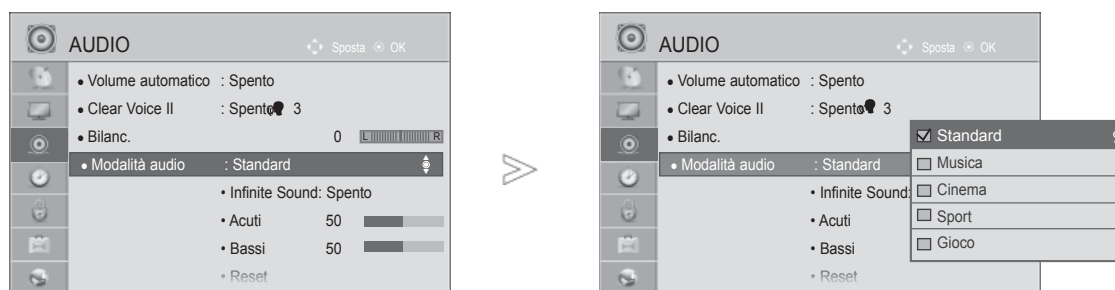 AUDIO
Sposta OK
• Volume automatico : Spento
• Clear Voice II : Spento 3
• Bilanc. 0 L R
• Modalità audio : Standard
• Infinite Sound: Spento
• Acuti 50
• Bassi 50
• Reset
AUDIO
Sposta OK
• Volume automatico : Spento
• Clear Voice II : Spento 3
• Bilanc.
• Modalità audio : Standard
• Infinite Sound:
• Acuti
• Bassi
• Reset
Standard
Musica
Cinema
Sport
Gioco